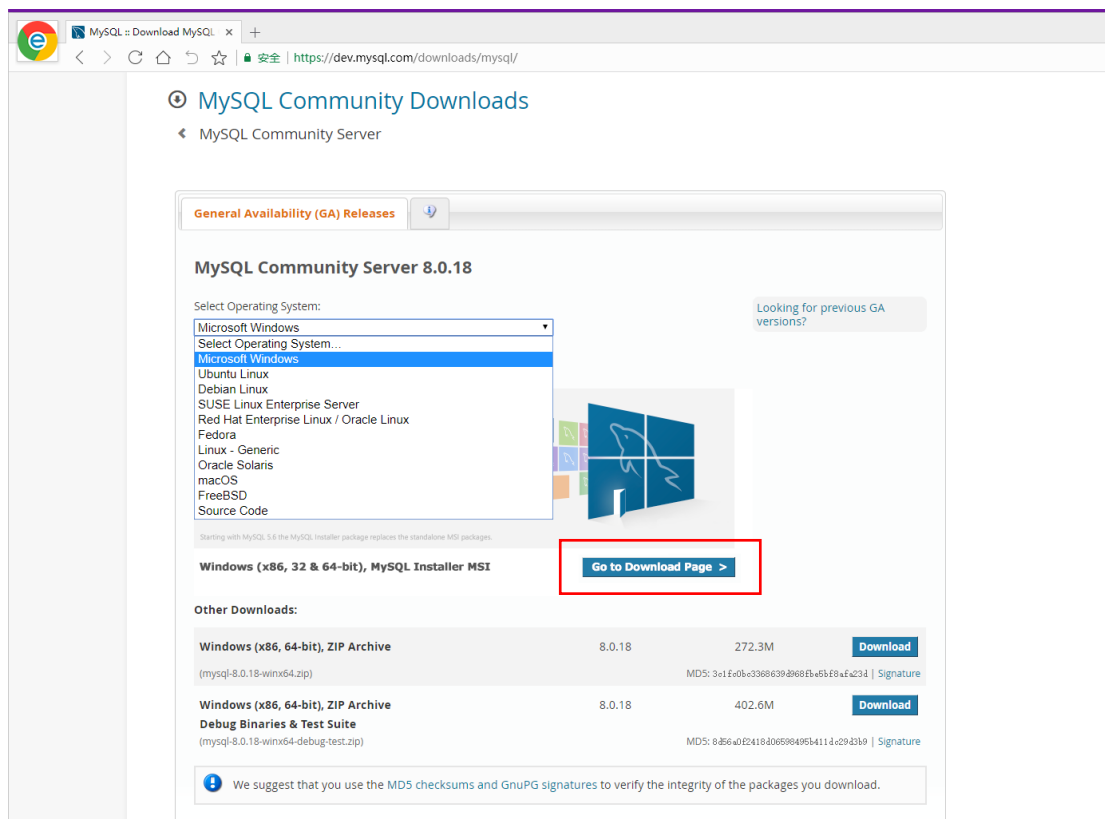 MySQL :: Download MySQL
安全 https://dev.mysql.com/downloads/mysql/
MySQL Community Downloads
MySQL Community Server
General Availability (GA) Releases
MySQL Community Server 8.0.18
Select Operating System:
Looking for previous GA
versions?
Microsoft Windows
Select Operating System...
Microsoft Windows
Ubuntu Linux
Debian Linux
SUSE Linux Enterprise Server
Red Hat Enterprise Linux / Oracle Linux
Fedora
Linux - Generic
Oracle Solaris
macOS
FreeBSD
Source Code
Starting with MySQL 5.6 the MySQL Installer package replaces the standalone MSI packages.
Windows (x86, 32 & 64-bit), MySQL Installer MSI Go to Download Page >
Other Downloads:
Windows (x86, 64-bit), ZIP Archive 8.0.18 272.3M Download
(mysql-8.0.18-winx64.zip) MD5: | Signature
Windows (x86, 64-bit), ZIP Archive 8.0.18 402.6M Download
Debug Binaries & Test Suite
(mysql-8.0.18-winx64-debug-test.zip) MD5: | Signature
We suggest that you use the MD5 checksums and GnuPG signatures to verify the integrity of the packages you download.